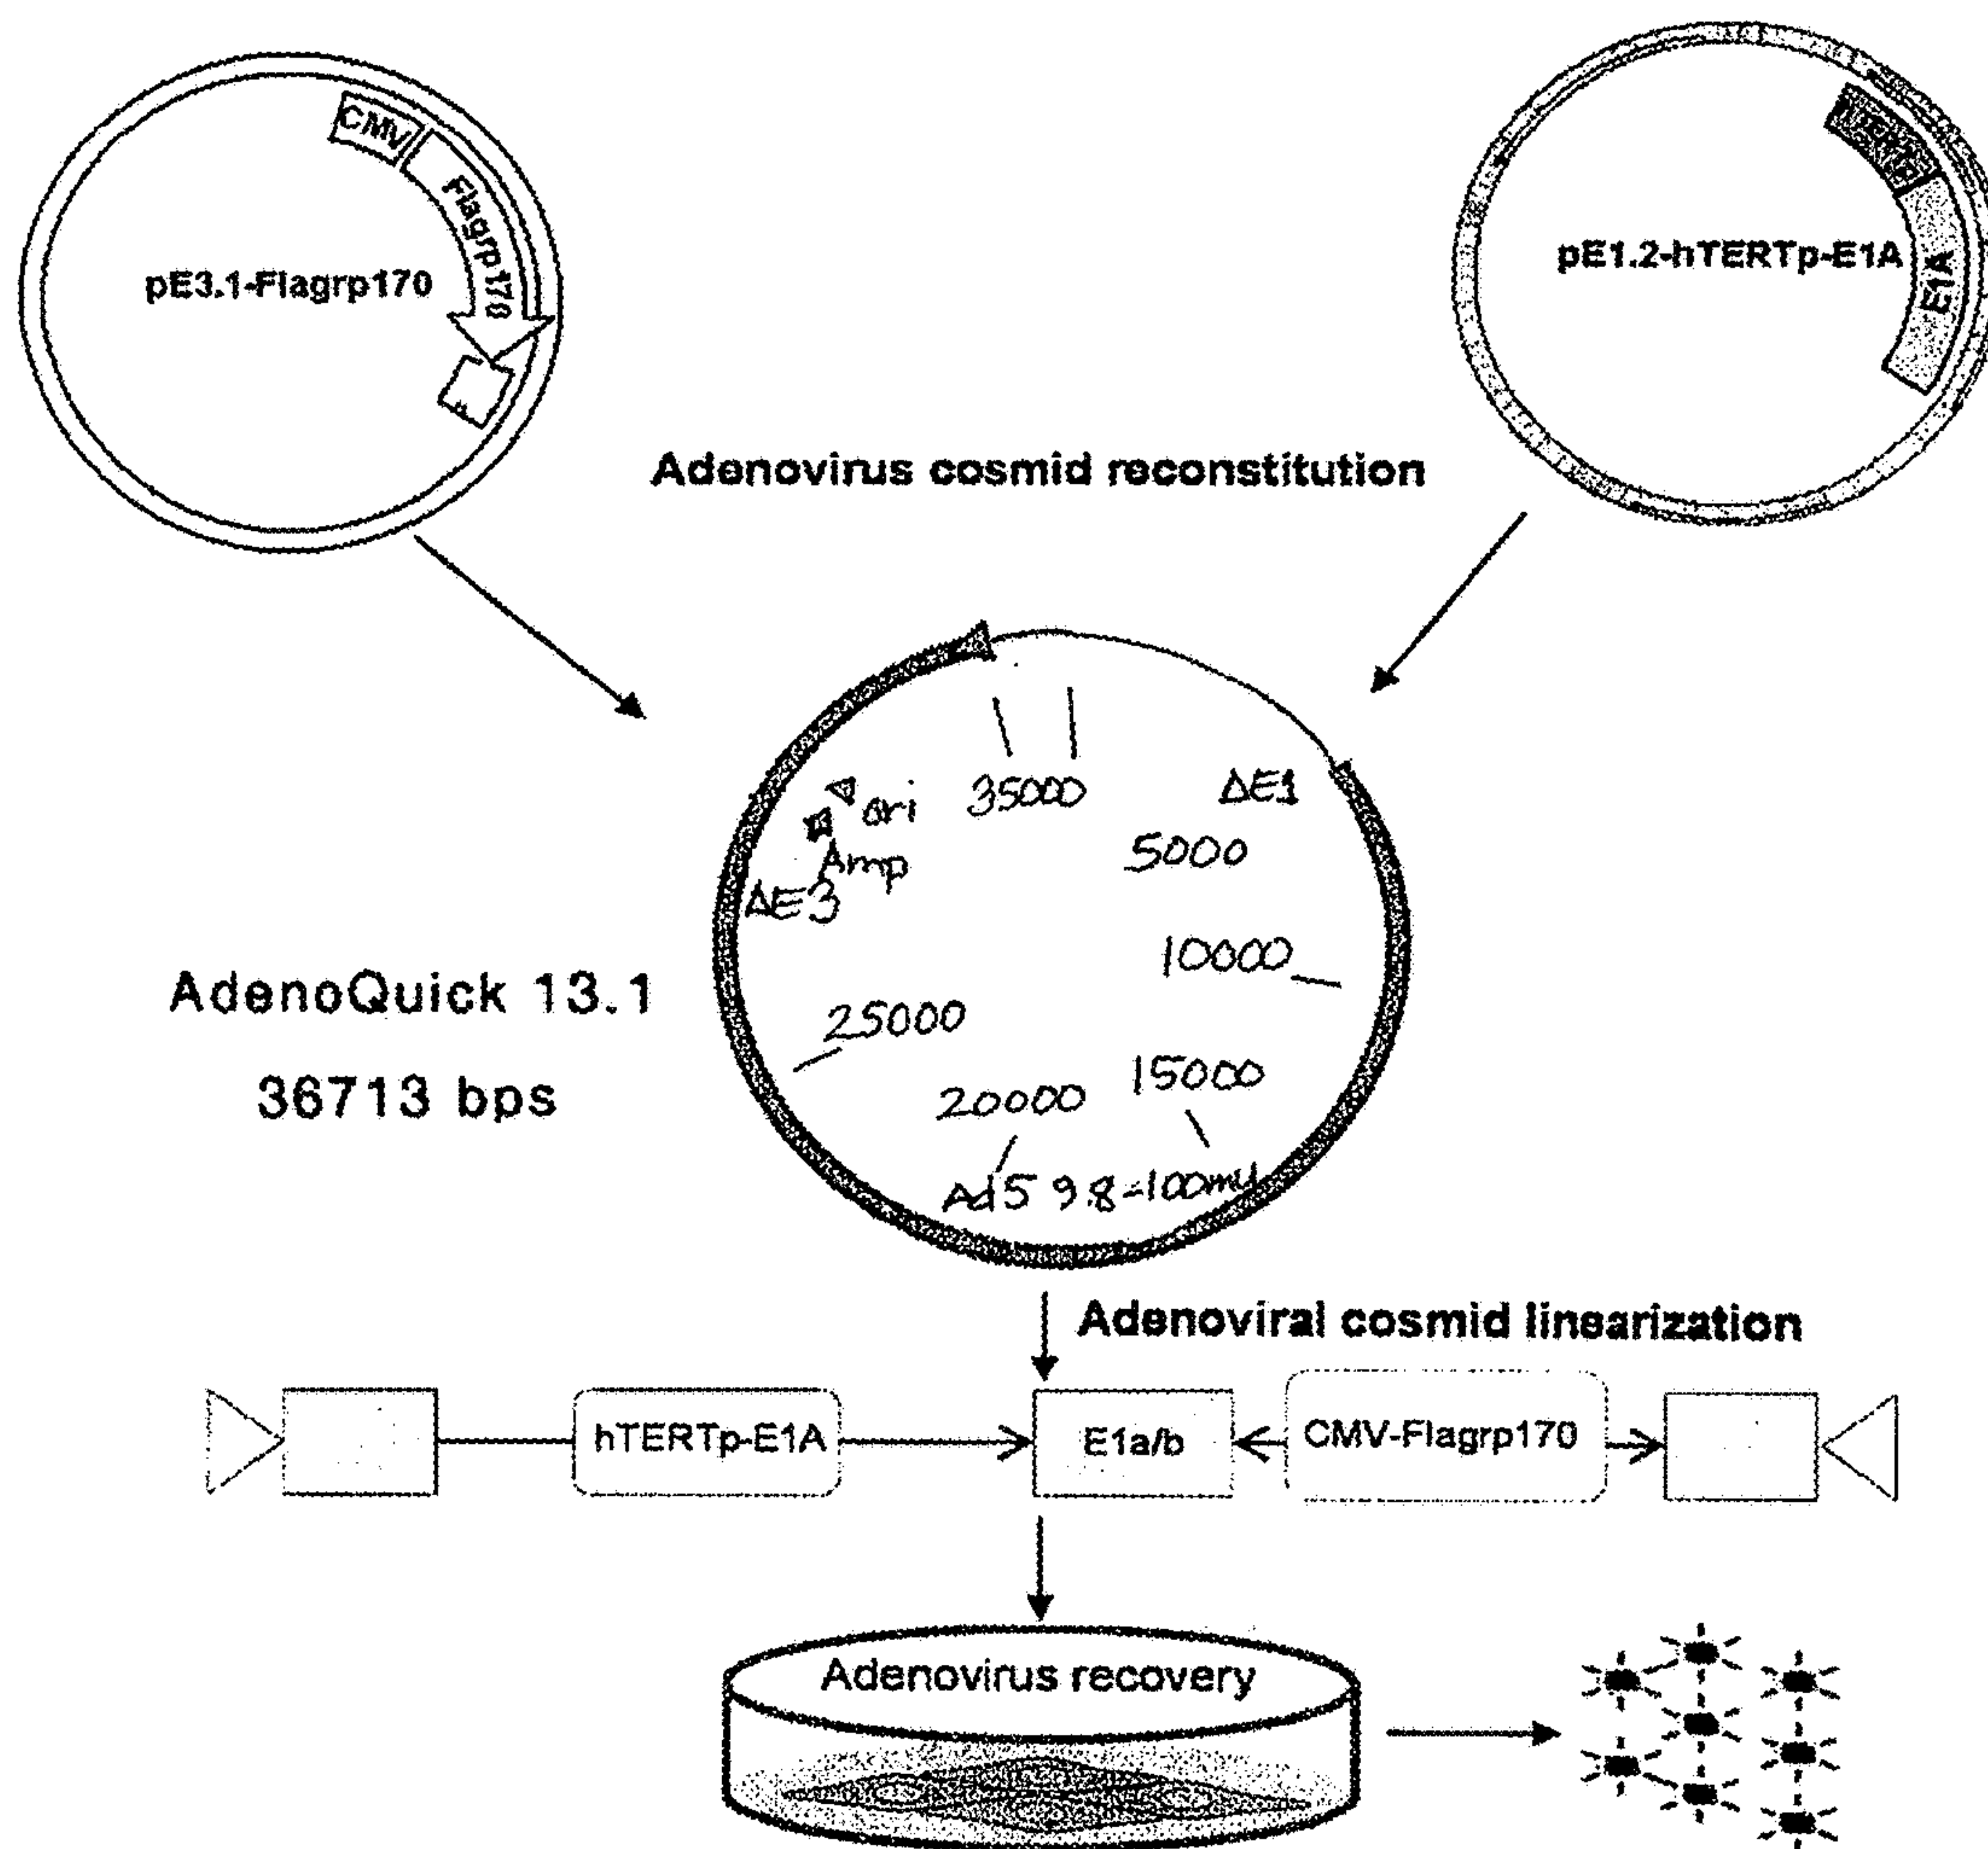 CMV
Flagrp170
pE3.1-Flagrp170
E1A
pE1.2-hTERTp-E1A
Adenovirus cosmid reconstitution
35000
ΔE1
ori
5000
Amp
ΔE3
10000
AdenoQuick 13.1
25000
36713 bps
15000
20000
Ad5 9.8-100mu
Adenoviral cosmid linearization
hTERTp-E1A
E1a/b
CMV-Flagrp170
Adenovirus recovery